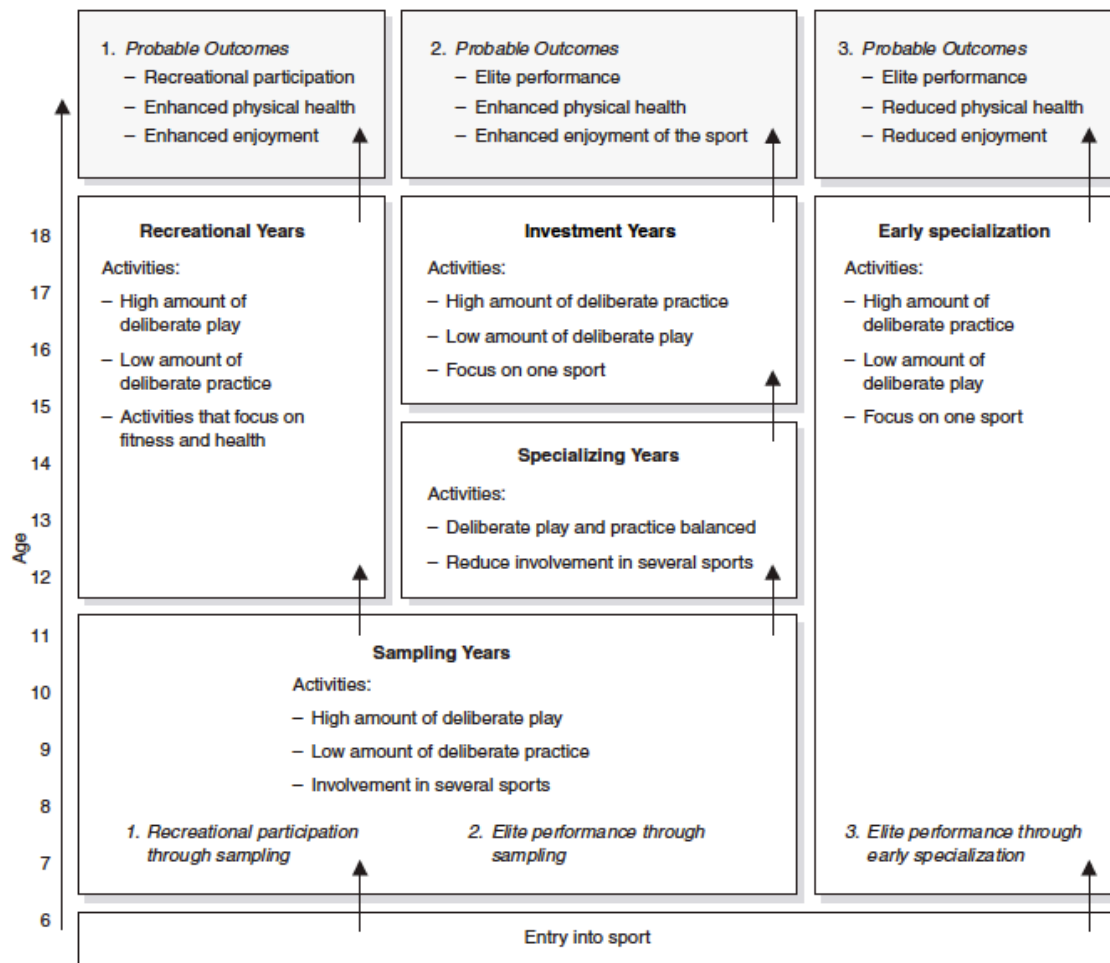 1. Probable Outcomes
– Recreational participation
– Enhanced physical health
– Enhanced enjoyment
2. Probable Outcomes
– Elite performance
– Enhanced physical health
– Enhanced enjoyment of the sport
3. Probable Outcomes
– Elite performance
– Reduced physical health
– Reduced enjoyment
Recreational Years
Activities:
– High amount of
deliberate play
– Low amount of
deliberate practice
– Activities that focus on
fitness and health
Investment Years
Activities:
– High amount of deliberate practice
– Low amount of deliberate play
– Focus on one sport
Early specialization
Activities:
– High amount of
deliberate practice
– Low amount of
deliberate play
– Focus on one sport
Specializing Years
Activities:
– Deliberate play and practice balanced
– Reduce involvement in several sports
Sampling Years
Activities:
– High amount of deliberate play
– Low amount of deliberate practice
– Involvement in several sports
1. Recreational participation
through sampling
2. Elite performance through
sampling
3. Elite performance through
early specialization
Entry into sport
Age
18
17
16
15
14
13
12
11
10
9
8
7
6